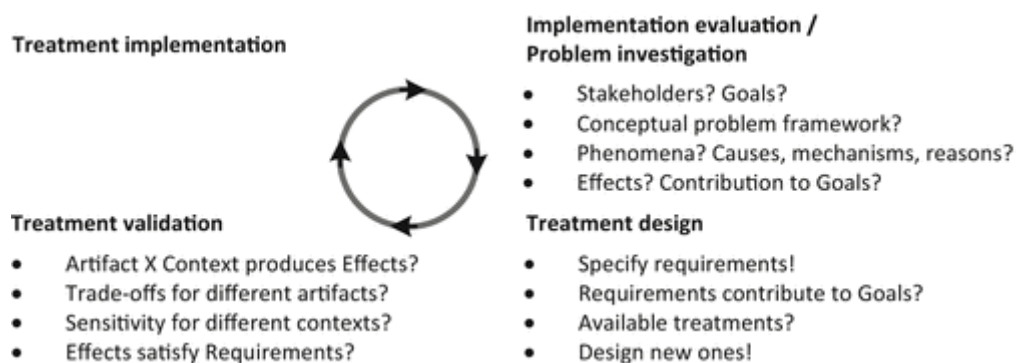 Treatment implementation
Implementation evaluation /
Problem investigation
• Stakeholders? Goals?
• Conceptual problem framework?
• Phenomena? Causes, mechanisms, reasons?
• Effects? Contribution to Goals?
Treatment validation
• Artifact X Context produces Effects?
• Trade-offs for different artifacts?
• Sensitivity for different contexts?
• Effects satisfy Requirements?
Treatment design
• Specify requirements!
• Requirements contribute to Goals?
• Available treatments?
• Design new ones!